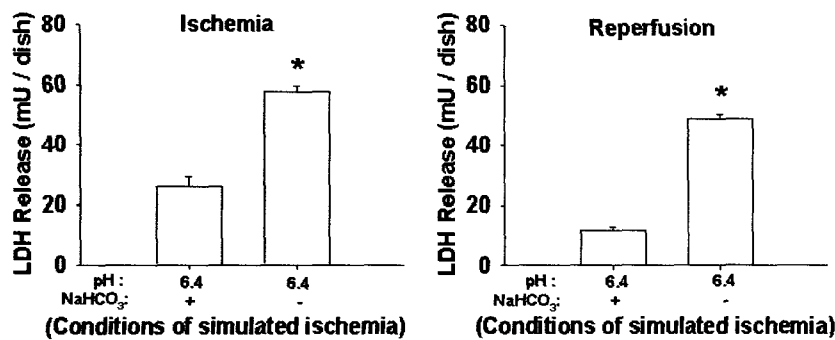 Ischemia
LDH Release (mU / dish)
80
60
40
20
0
*
pH : 6.4 6.4
NaHCO₃: + -
(Conditions of simulated ischemia)
Reperfusion
LDH Release (mU / dish)
80
60
40
20
0
*
pH : 6.4 6.4
NaHCO₃: + -
(Conditions of simulated ischemia)